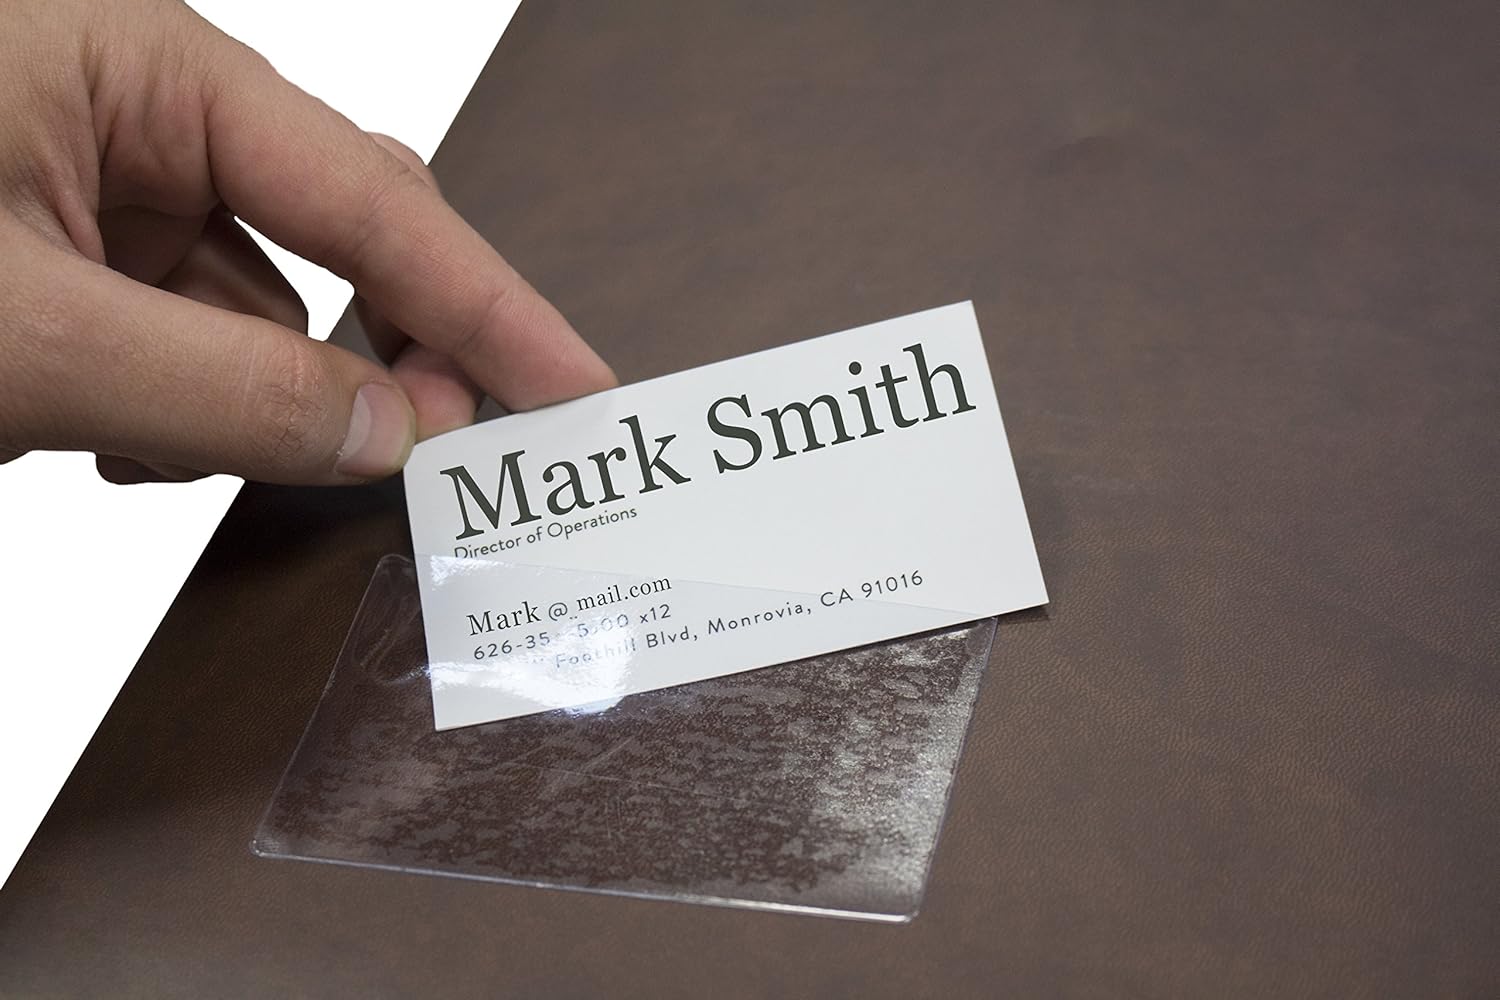 Mark Smith
Director of Operations
Mark @ mail.com
x12
Foothill Blvd, Monrovia, CA 91016